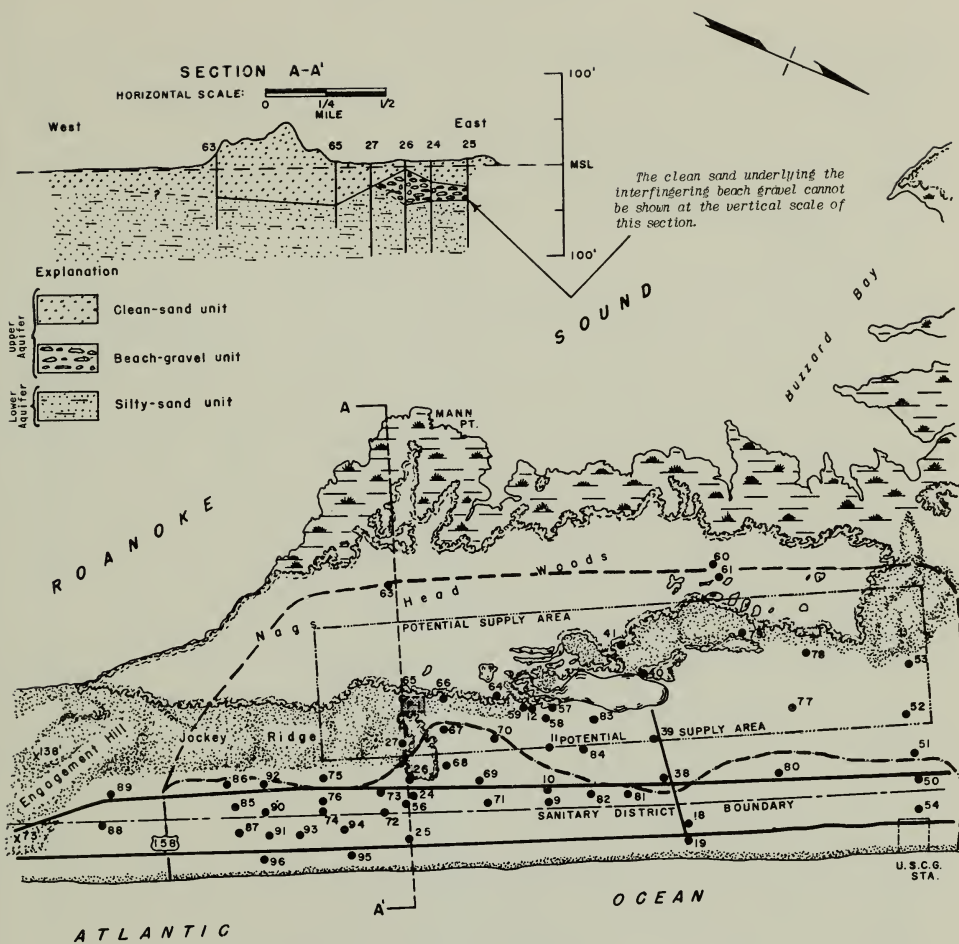 SECTION A-A'
HORIZONTAL SCALE:
0 1/4 1/2
MILE
West
East
63 65 27 26 24 25
100'
MSL
100'
?
The clean sand underlying the
interfingering beach gravel cannot
be shown at the vertical scale of
this section.
Explanation
Upper Aquifer
Clean-sand unit
Beach-gravel unit
Lower Aquifer
Silty-sand unit
SOUND
Buzzard Bay
A
MANN
PT.
ROANOKE
60
61
63
Nags Head Woods
POTENTIAL SUPPLY AREA
41
79
78
53
40
65
66
64
59 12 57
58
83
77
52
Jockey Ridge
67
70
27
11
POTENTIAL SUPPLY AREA
39
84
68
51
138'
Engagement Hill
26
69
10
38
80
50
89
86 92 75
73 24
85 90 76
74
56
71
9 82 81
72
SANITARY DISTRICT BOUNDARY
54
x73'
88
87 91 93 94
25
18
19
158
96
95
U.S.C.G.
STA.
A'
OCEAN
ATLANTIC